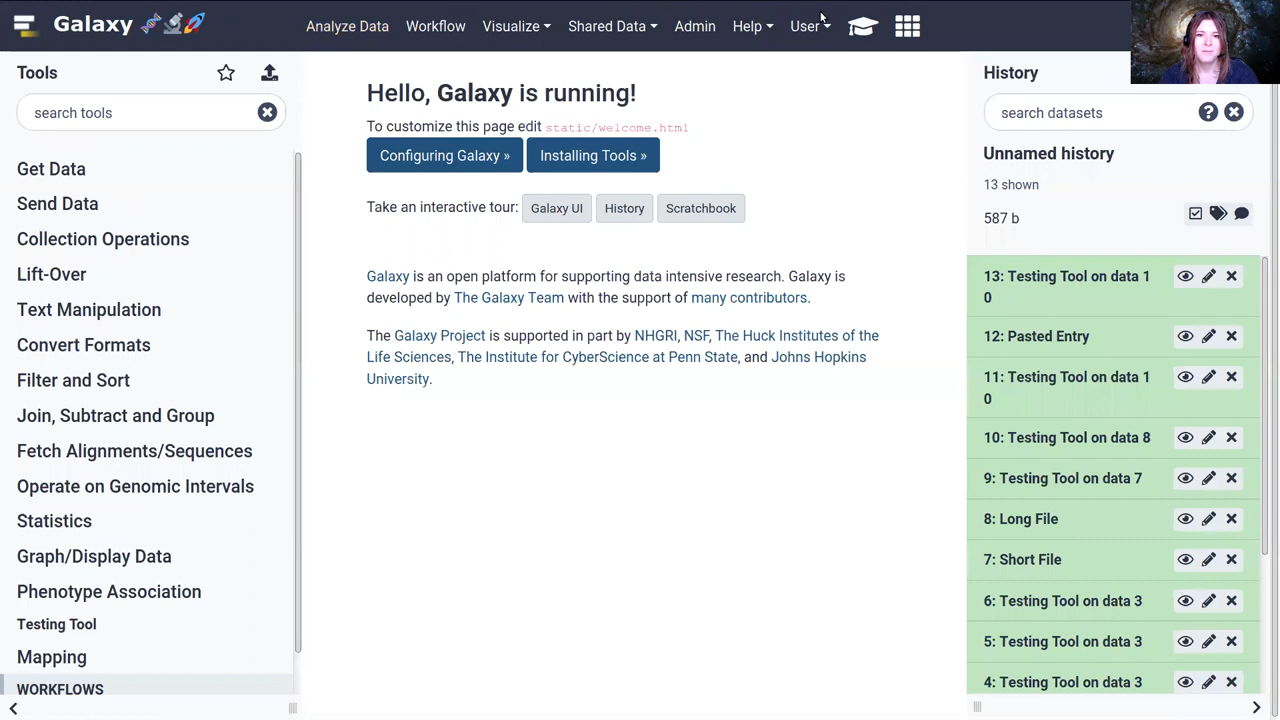 Galaxy
Analyze Data
Workflow
Visualize
Shared Data
Admin
Help
User
Tools
search tools
Get Data
Send Data
Collection Operations
Lift-Over
Text Manipulation
Convert Formats
Filter and Sort
Join, Subtract and Group
Fetch Alignments/Sequences
Operate on Genomic Intervals
Statistics
Graph/Display Data
Phenotype Association
Testing Tool
Mapping
WORKFLOWS
Hello, Galaxy is running!
To customize this page edit static/welcome.html
Configuring Galaxy »
Installing Tools »
Take an interactive tour: Galaxy UI History Scratchbook
Galaxy is an open platform for supporting data intensive research. Galaxy is
developed by The Galaxy Team with the support of many contributors.
The Galaxy Project is supported in part by NHGRI, NSF, The Huck Institutes of the
Life Sciences, The Institute for CyberScience at Penn State, and Johns Hopkins
University.
History
search datasets
Unnamed history
13 shown
587 b
13: Testing Tool on data 1
0
12: Pasted Entry
11: Testing Tool on data 1
0
10: Testing Tool on data 8
9: Testing Tool on data 7
8: Long File
7: Short File
6: Testing Tool on data 3
5: Testing Tool on data 3
4: Testing Tool on data 3